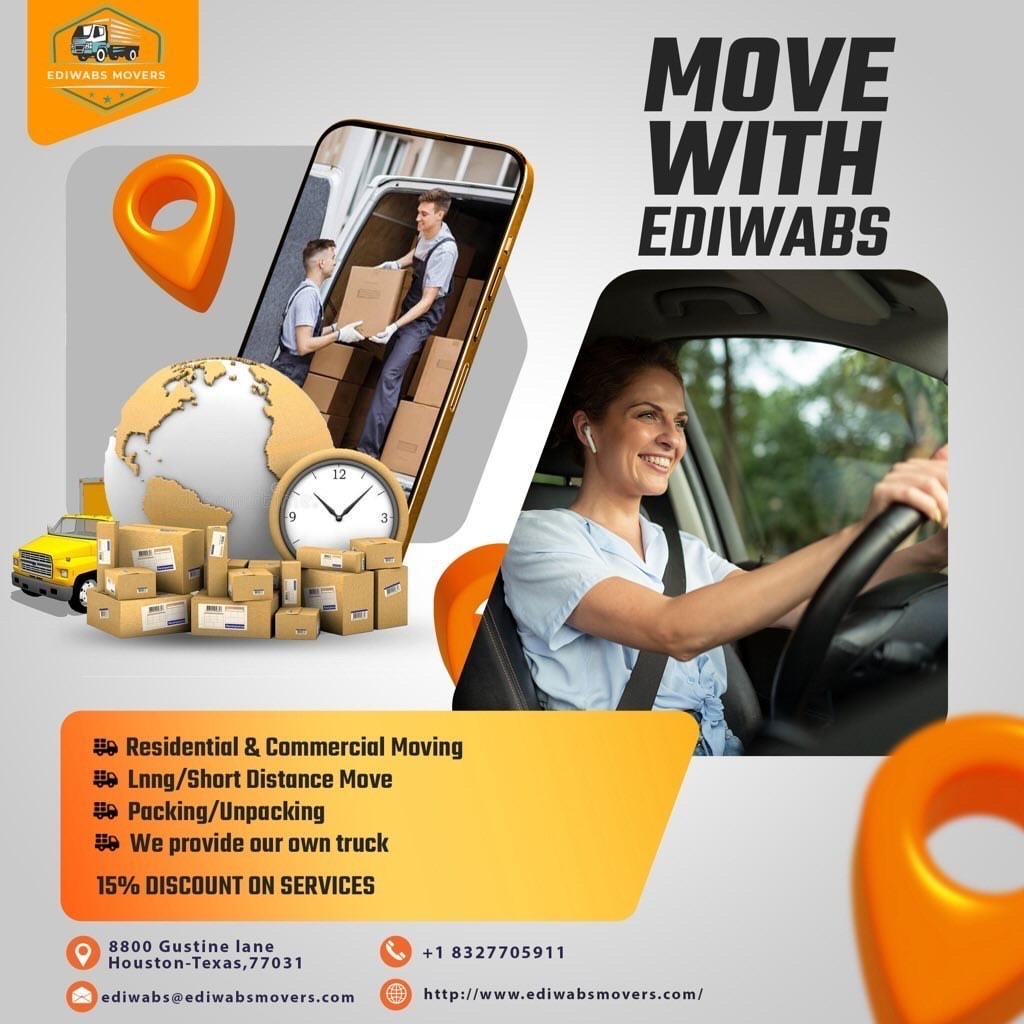 EDIWABS MOVERS
MOVE
WITH
EDIWABS
12
9
3
Residential & Commercial Moving
Lnng/Short Distance Move
Packing/Unpacking
We provide our own truck
15% DISCOUNT ON SERVICES
8800 Gustine lane
Houston-Texas,77031
+1 8327705911
ediwabs@ediwabsmovers.com
http://www.ediwabsmovers.com/